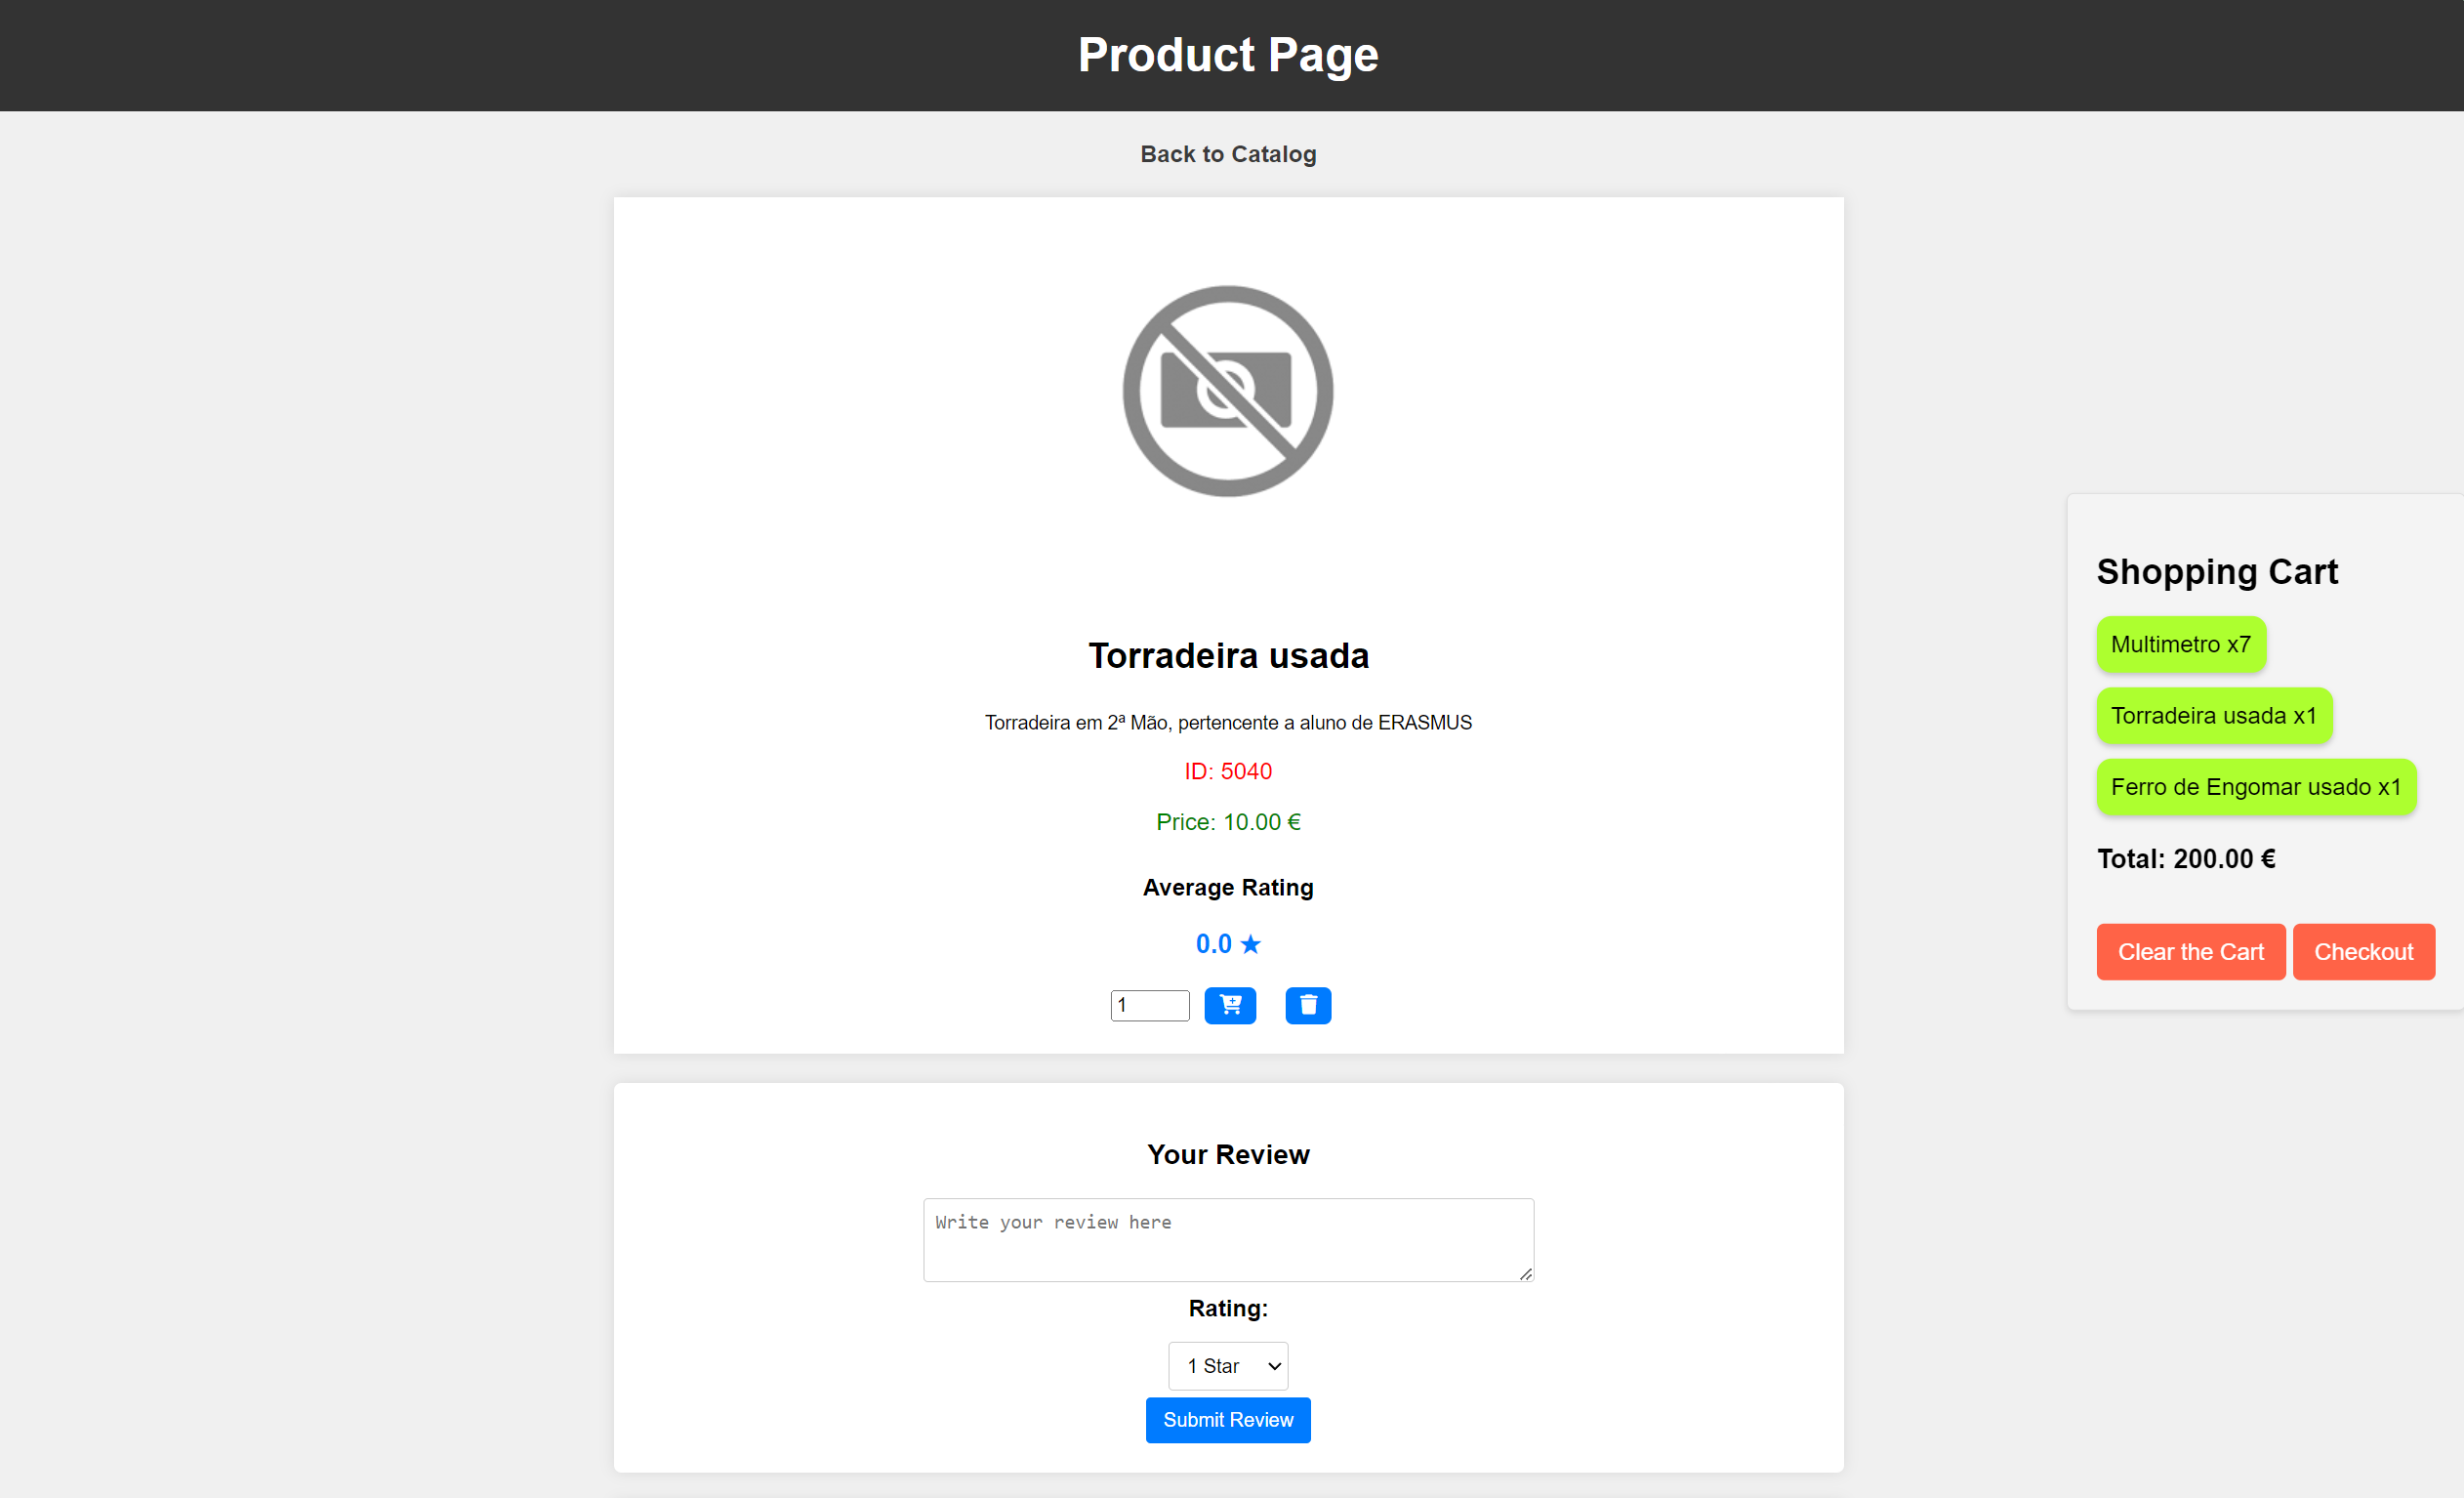 Product Page
Back to Catalog
Torradeira usada
Torradeira em 2ª Mão, pertencente a aluno de ERASMUS
ID: 5040
Price: 10.00 €
Average Rating
0.0 ★
1
Your Review
Write your review here
Rating:
1 Star
Submit Review
Shopping Cart
Multimetro x7
Torradeira usada x1
Ferro de Engomar usado x1
Total: 200.00 €
Clear the Cart
Checkout